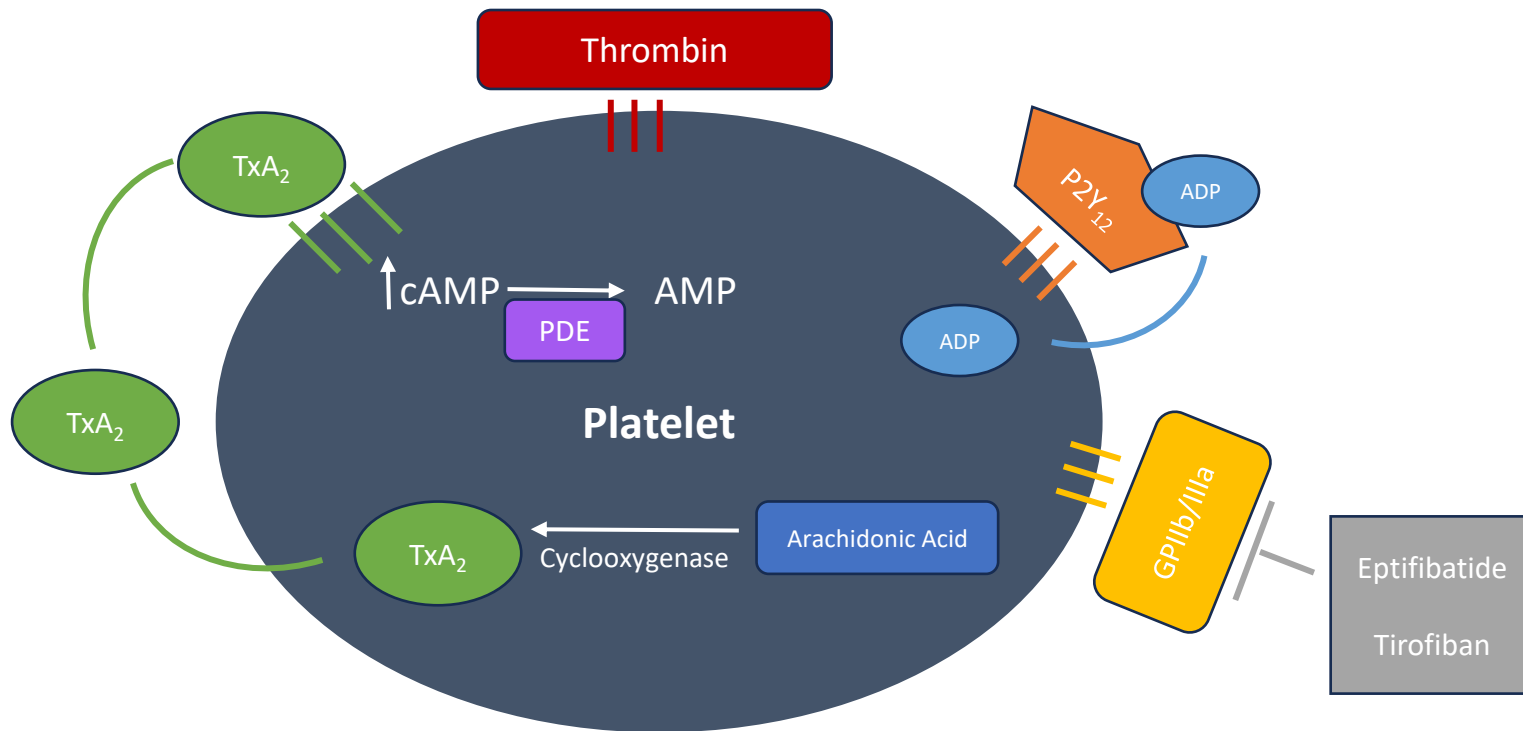 Thrombin
TxA₂
P2Y₁₂
ADP
cAMP
AMP
PDE
ADP
TxA₂
Platelet
GPIIb/IIIa
TxA₂
Cyclooxygenase
Arachidonic Acid
Eptifibatide
Tirofiban